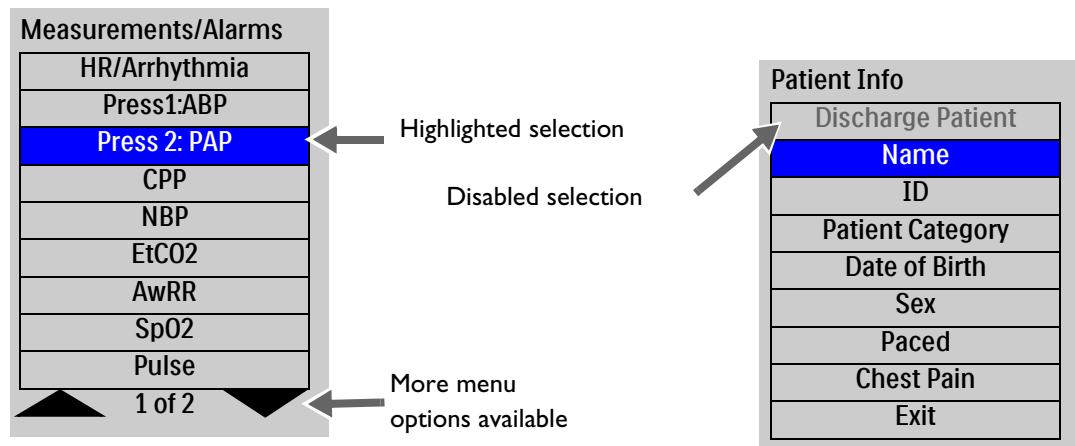 Measurements/Alarms
HR/Arrhythmia
Press1:ABP
Press 2: PAP
CPP
NBP
EtCO2
AwRR
SpO2
Pulse
1 of 2
Highlighted selection
Disabled selection
More menu
options available
Patient Info
Discharge Patient
Name
ID
Patient Category
Date of Birth
Sex
Paced
Chest Pain
Exit